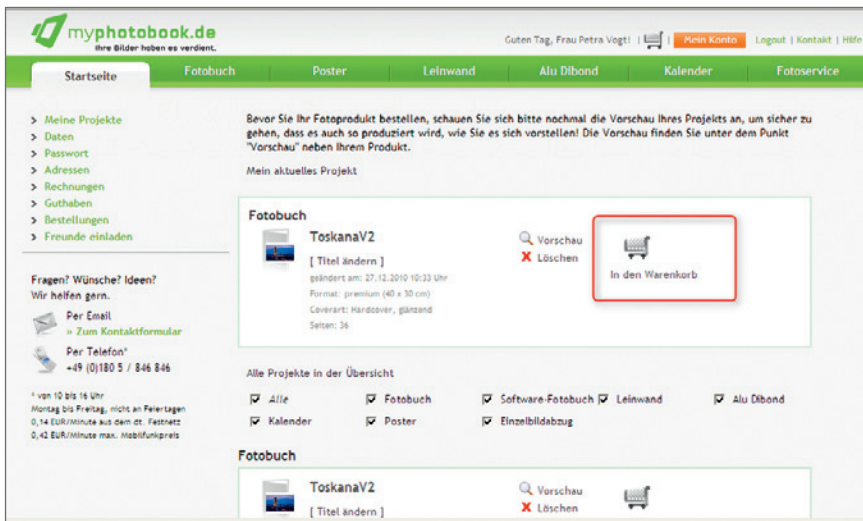 myphotobook.de
Ihre Bilder haben es verdient.
Guten Tag, Frau Petra Vogt! | | Mein Konto Logout | Kontakt | Hilfe
Startseite Fotobuch Poster Leinwand Alu Dibond Kalender Fotoservice
> Meine Projekte
> Daten
> Passwort
> Adressen
> Rechnungen
> Guthaben
> Bestellungen
> Freunde einladen
Fragen? Wünsche? Ideen?
Wir helfen gern.
Per Email
» Zum Kontaktformular
Per Telefon*
+49 (0)180 5 / 846 846
* von 10 bis 16 Uhr
Montag bis Freitag, nicht an Feiertagen
0,14 EUR/Minute aus dem dt. Festnetz
0,42 EUR/Minute max. Mobilfunkpreis
Bevor Sie Ihr Fotoprodukt bestellen, schauen Sie sich bitte nochmal die Vorschau Ihres Projekts an, um sicher zu
gehen, dass es auch so produziert wird, wie Sie es sich vorstellen! Die Vorschau finden Sie unter dem Punkt
"Vorschau" neben Ihrem Produkt.
Mein aktuelles Projekt
Fotobuch
ToskanaV2
[ Titel ändern ]
geändert am: 27.12.2010 10:33 Uhr
Format: premium (40 x 30 cm)
Coverart: Hardcover, glänzend
Seiten: 36
Vorschau
X Löschen
In den Warenkorb
Alle Projekte in der Übersicht
Alle Fotobuch Software-Fotobuch Leinwand Alu Dibond
Kalender Poster Einzelbildabzug
Fotobuch
ToskanaV2
[ Titel ändern ]
Vorschau
X Löschen